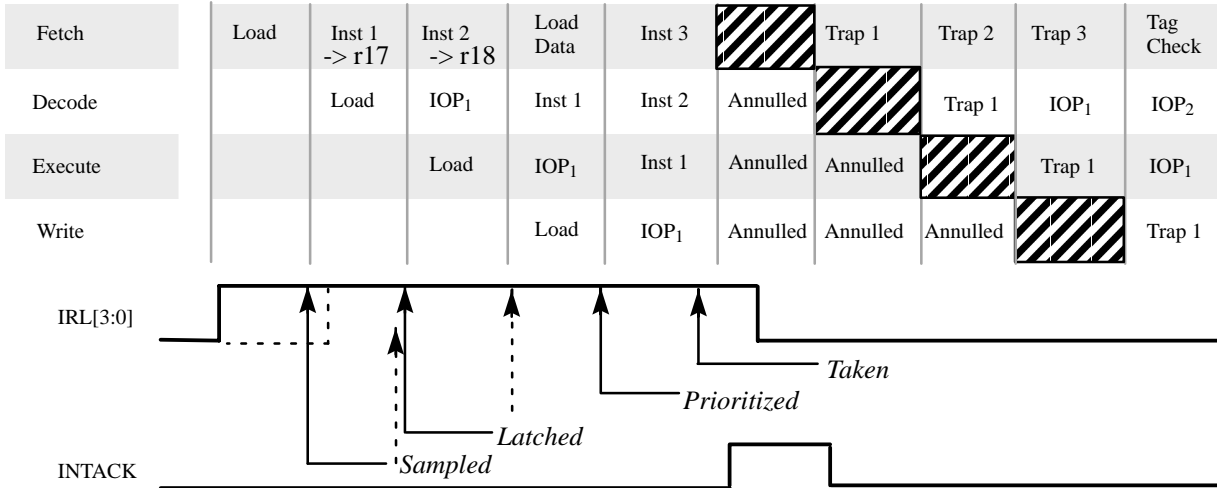 Fetch Load Inst 1 -> r17 Inst 2 -> r18 Load Data Inst 3 Trap 1 Trap 2 Trap 3 Tag Check
Decode Load IOP1 Inst 1 Inst 2 Annulled Trap 1 IOP1 IOP2
Execute Load IOP1 Inst 1 Annulled Annulled Trap 1 IOP1
Write Load IOP1 Annulled Annulled Annulled Trap 1
IRL[3:0]
Taken
Prioritized
Latched
Sampled
INTACK